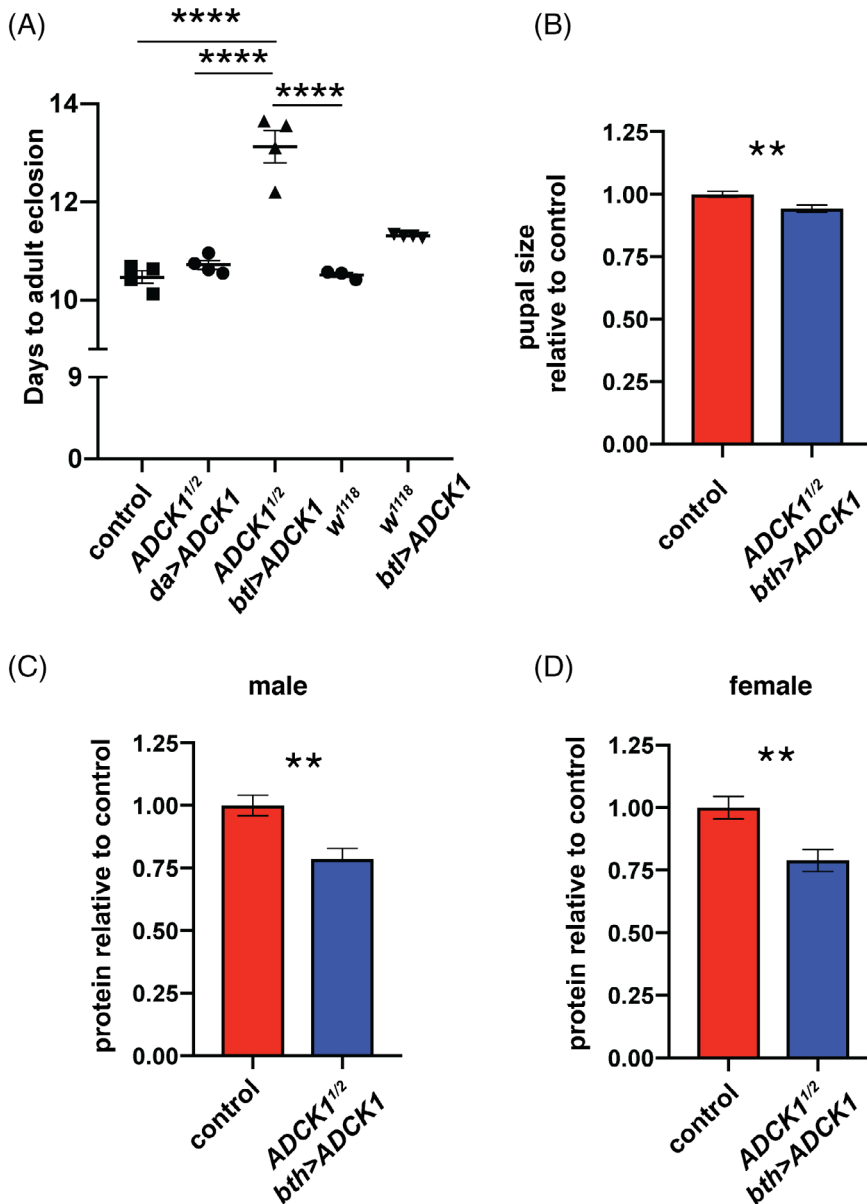 (A)
****
****
****
Days to adult eclosion
14
12
10
9
0
control
ADCK1^1/2
da>ADCK1
ADCK1^1/2
btl>ADCK1
w^1118
w^1118
btl>ADCK1
(B)
**
pupal size
relative to control
1.25
1.00
0.75
0.50
0.25
0.00
control
ADCK1^1/2
bth>ADCK1
(C)
male
**
protein relative to control
1.25
1.00
0.75
0.50
0.25
0.00
control
ADCK1^1/2
bth>ADCK1
(D)
female
**
protein relative to control
1.25
1.00
0.75
0.50
0.25
0.00
control
ADCK1^1/2
bth>ADCK1